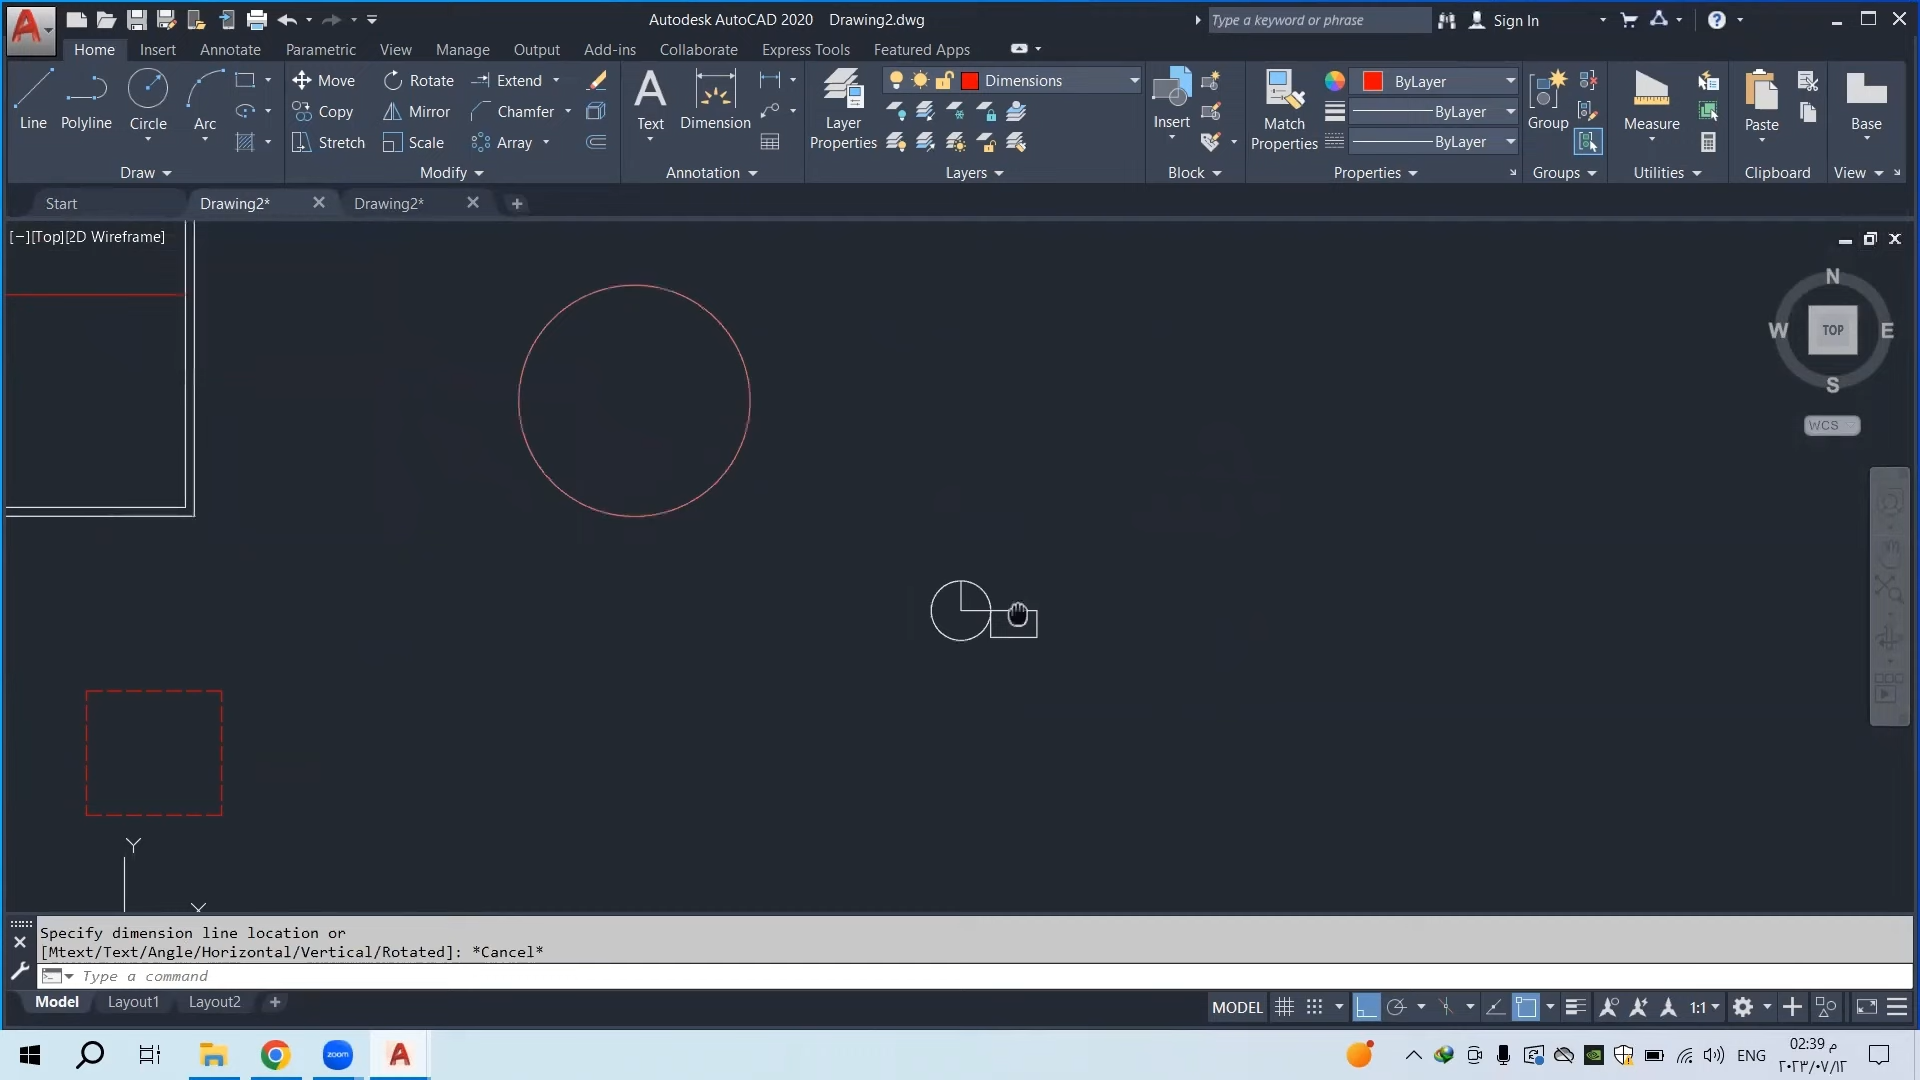 Autodesk AutoCAD 2020 Drawing2.dwg
Type a keyword or phrase
Sign In
Home Insert Annotate Parametric View Manage Output Add-ins Collaborate Express Tools Featured Apps
Line Polyline Circle Arc
Move Rotate Extend
Copy Mirror Chamfer
Stretch Scale Array
Text Dimension
Layer Properties
Dimensions
Insert
Match Properties
ByLayer
ByLayer
ByLayer
Group
Measure
Paste
Base
Draw Modify Annotation Layers Block Properties Groups Utilities Clipboard View
Start Drawing2* Drawing2*
[−][Top][2D Wireframe]
N
W TOP E
S
WCS
Y
X
Specify dimension line location or
[Mtext/Text/Angle/Horizontal/Vertical/Rotated]: *Cancel*
Type a command
Model Layout1 Layout2
MODEL 1:1
zoom
ENG
02:39 م
٢٠٢٣/٠٧/١٢